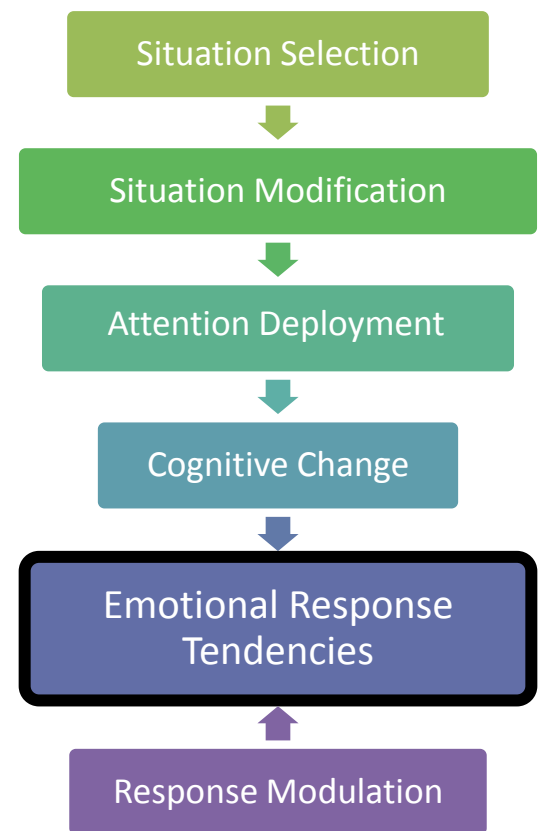 Situation Selection
Situation Modification
Attention Deployment
Cognitive Change
Emotional Response
Tendencies
Response Modulation